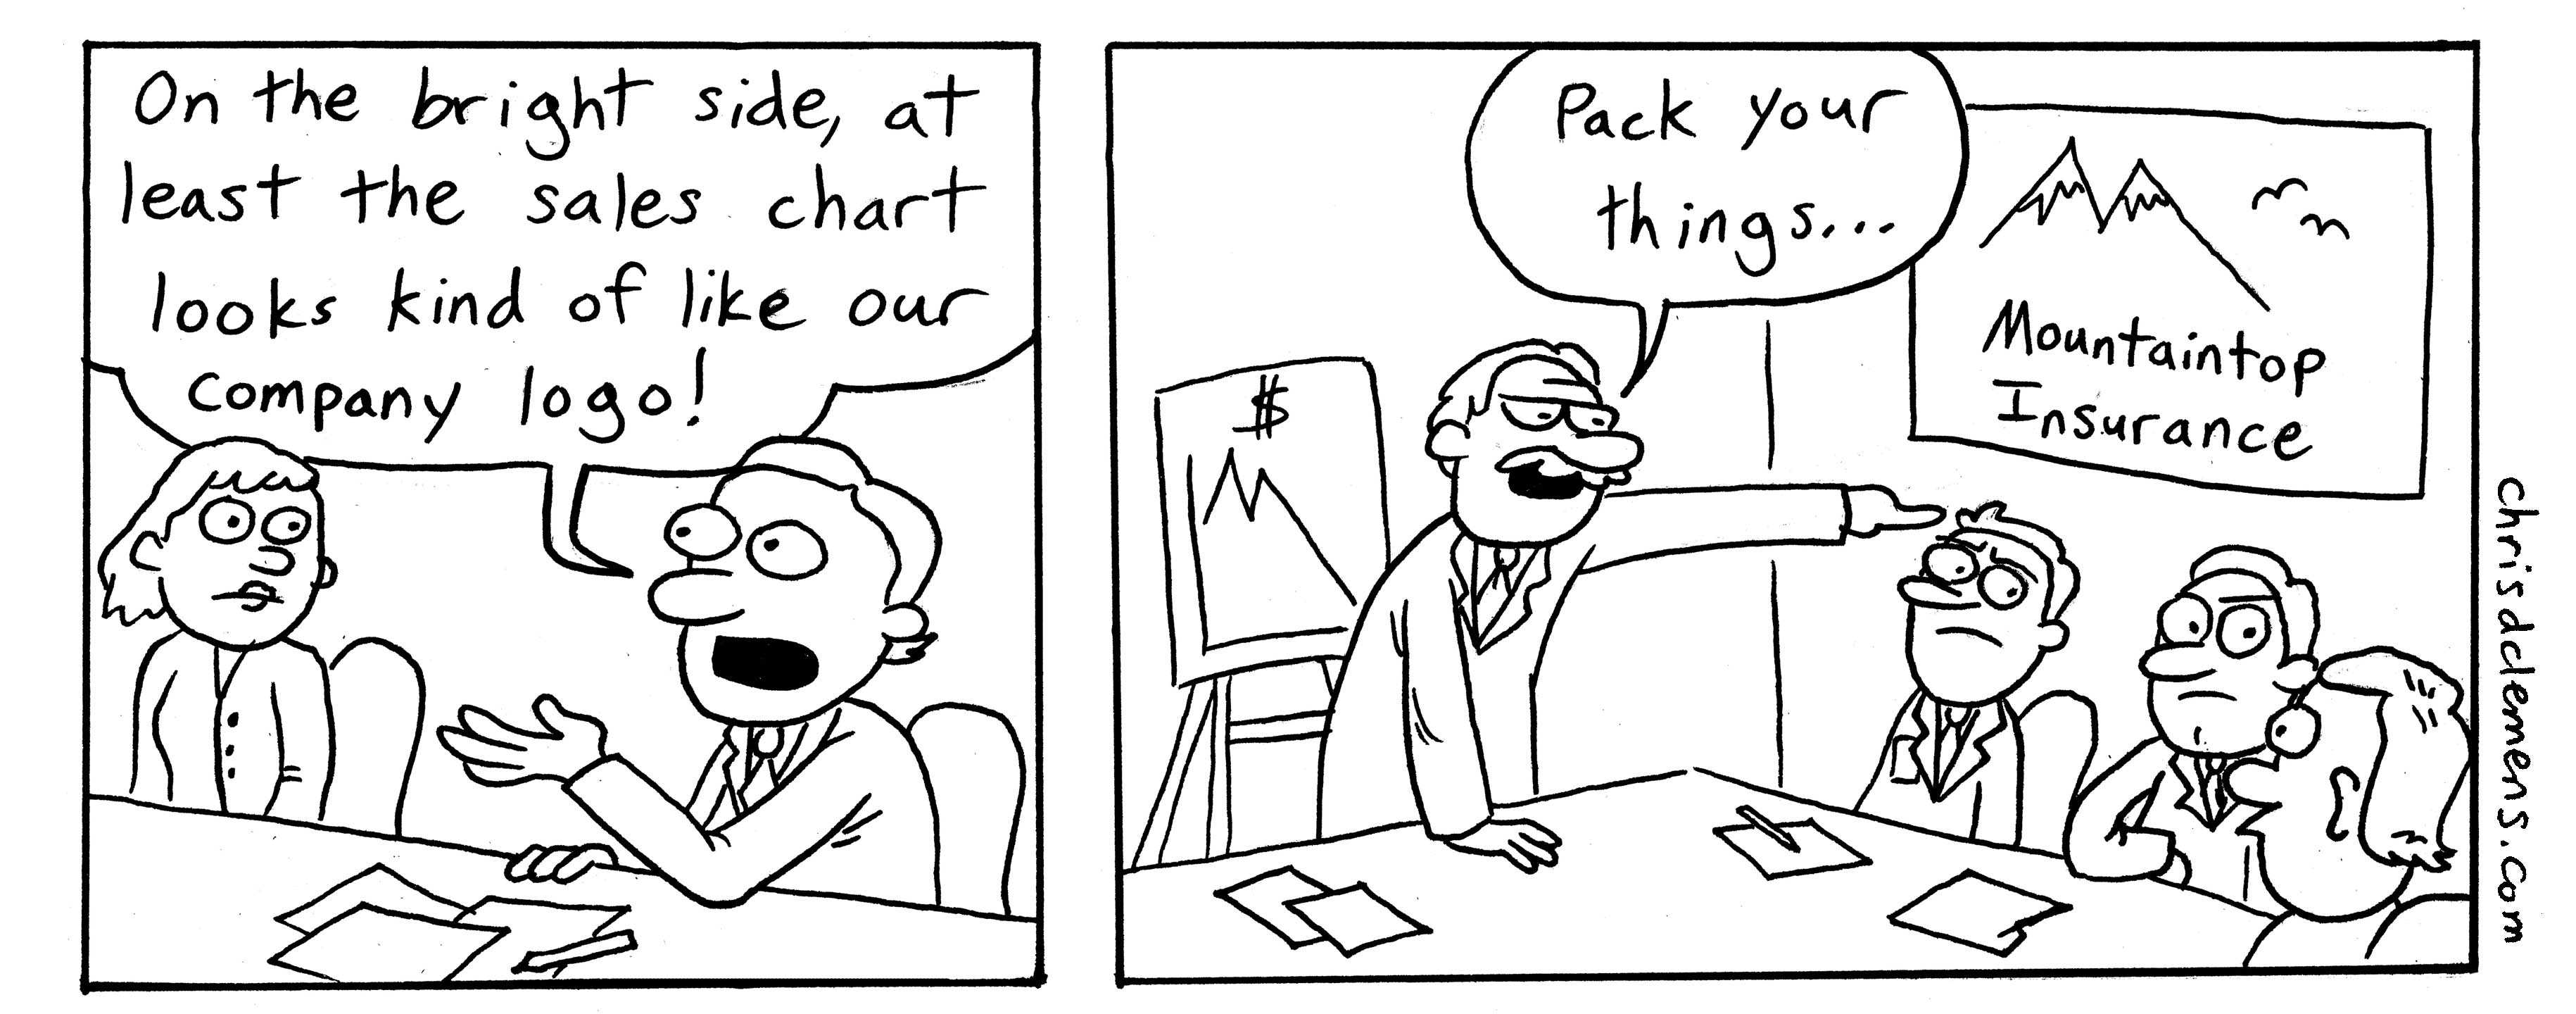 On the bright side, at
least the sales chart
looks kind of like our
company logo!
Pack your
things...
$
Mountaintop
Insurance
chrisdclemens.com